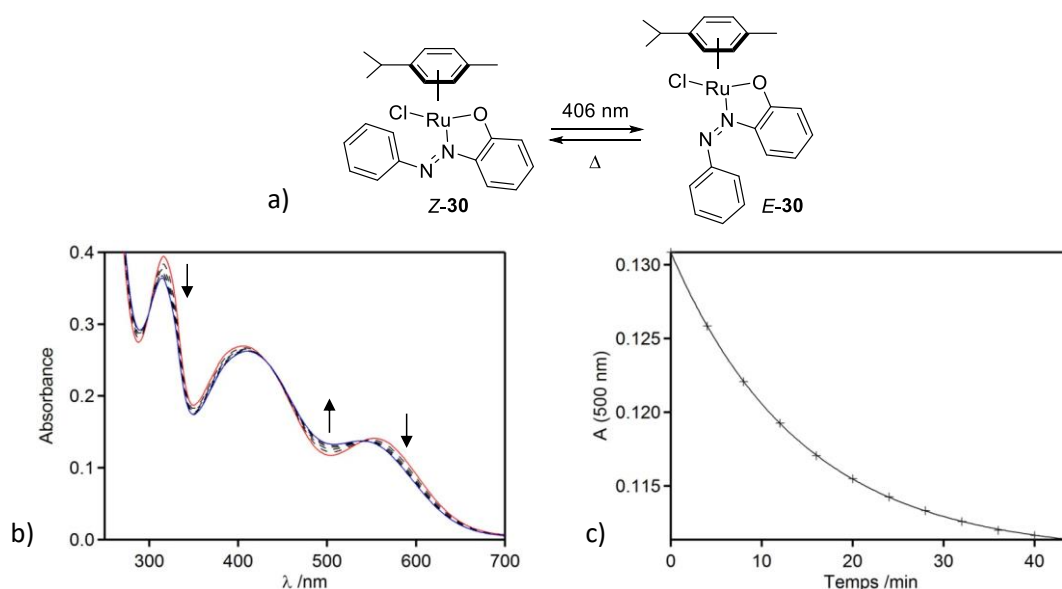 Cl
Ru
O
N
N
Z-30
406 nm
Δ
Cl
Ru
O
N
N
E-30
a)
0.4
0.3
0.2
0.1
0.0
Absorbance
300
400
500
600
700
λ /nm
b)
0.130
0.125
0.120
0.115
A (500 nm)
0
10
20
30
40
Temps /min
c)